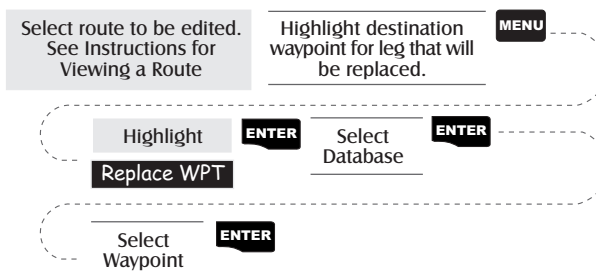 Select route to be edited.
See Instructions for
Viewing a Route
Highlight destination
waypoint for leg that will
be replaced.
MENU
Highlight
Replace WPT
ENTER
Select
Database
ENTER
Select
Waypoint
ENTER